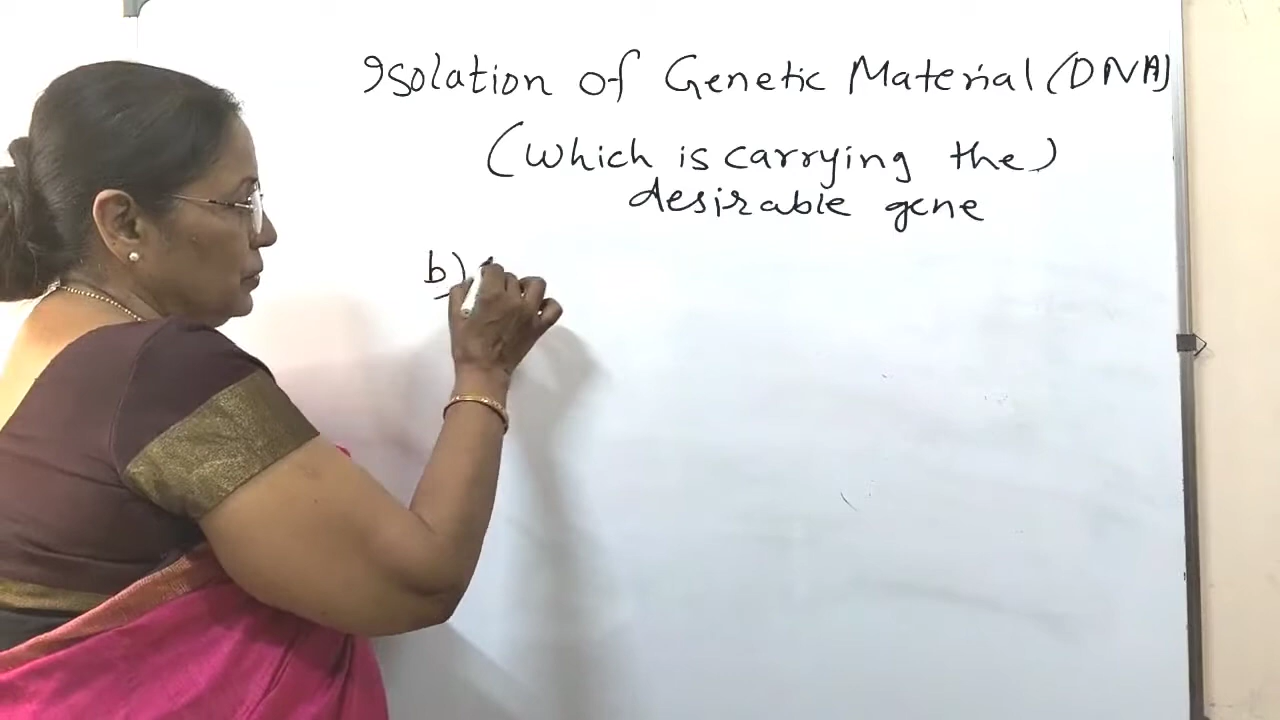 Isolation of Genetic Material (DNA)
(which is carrying the)
desirable gene
b)